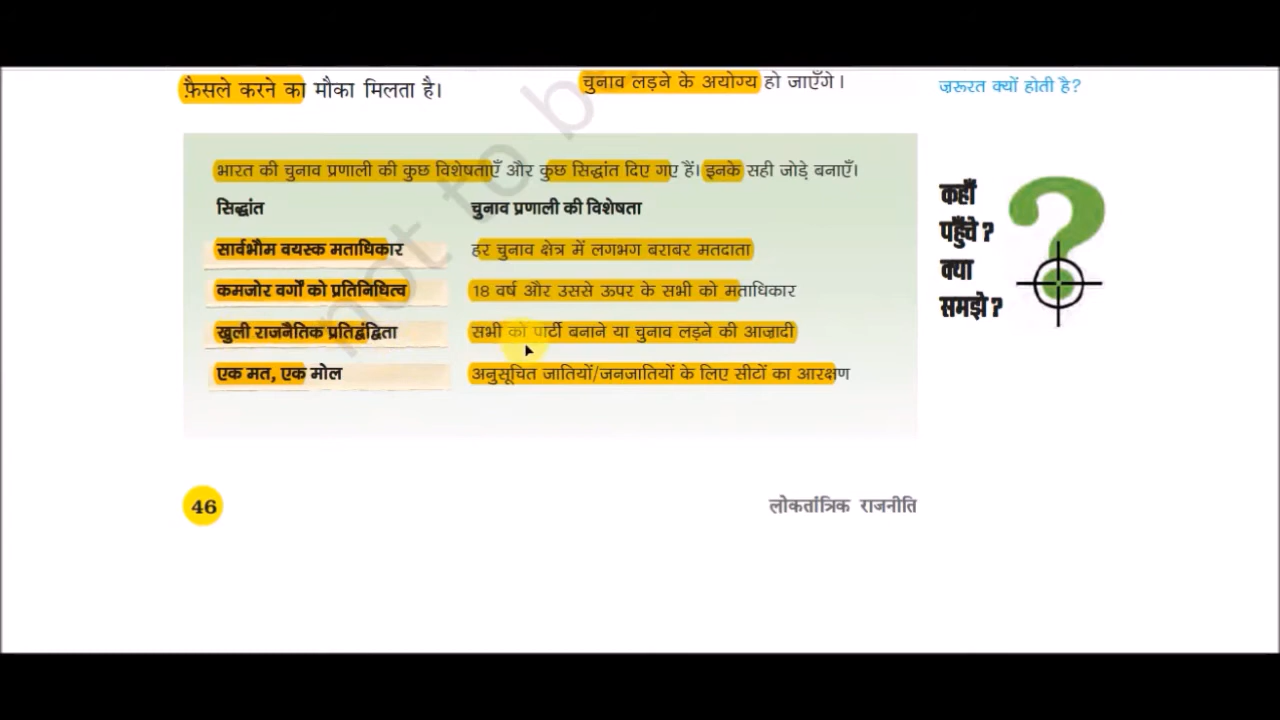 फ़ैसले करने का मौका मिलता है।
चुनाव लड़ने के अयोग्य हो जाएँगे।
ज़रूरत क्यों होती है?
भारत की चुनाव प्रणाली की कुछ विशेषताएँ और कुछ सिद्धांत दिए गए हैं। इनके सही जोड़े बनाएँ।
सिद्धांत चुनाव प्रणाली की विशेषता
सार्वभौम वयस्क मताधिकार हर चुनाव क्षेत्र में लगभग बराबर मतदाता
कमजोर वर्गों को प्रतिनिधित्व 18 वर्ष और उससे ऊपर के सभी को मताधिकार
खुली राजनैतिक प्रतिद्वंद्विता सभी को पार्टी बनाने या चुनाव लड़ने की आज़ादी
एक मत, एक मोल अनुसूचित जातियों/जनजातियों के लिए सीटों का आरक्षण
कहाँ
पहुँचे?
क्या
समझे?
46
लोकतांत्रिक राजनीति
not to b